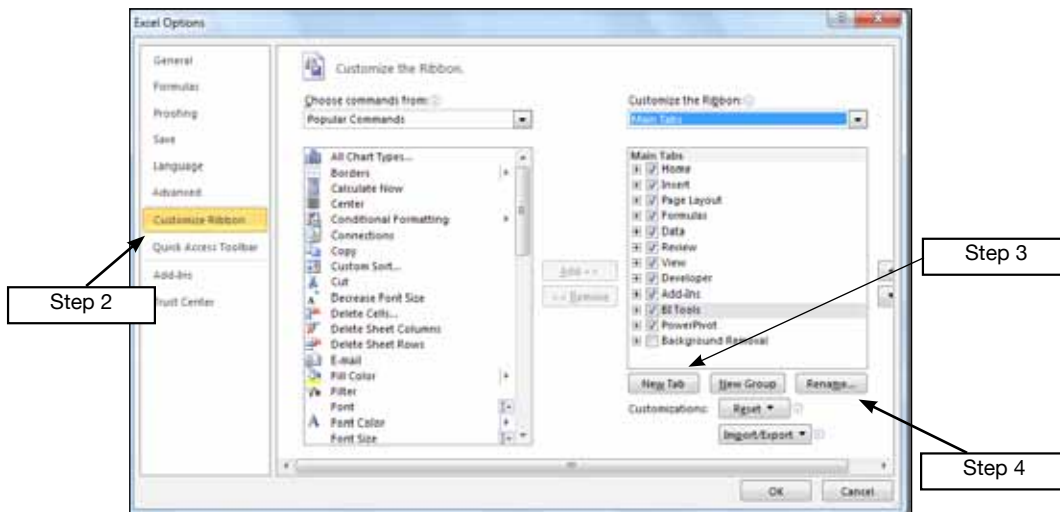 Excel Options
General
Formulas
Proofing
Save
Language
Advanced
Customize Ribbon
Quick Access Toolbar
Add-Ins
Trust Center
Customize the Ribbon.
Choose commands from:
Popular Commands
All Chart Types...
Borders
Calculate Now
Center
Conditional Formatting
Connections
Copy
Custom Sort...
Cut
Decrease Font Size
Delete Cells...
Delete Sheet Columns
Delete Sheet Rows
E-mail
Fill Color
Filter
Font
Font Color
Font Size
Add >>
<< Remove
Customize the Ribbon:
Main Tabs
Main Tabs
Home
Insert
Page Layout
Formulas
Data
Review
View
Developer
Add-Ins
BI Tools
PowerPivot
Background Removal
New Tab New Group Rename...
Customizations: Reset
Import/Export
OK Cancel
Step 2
Step 3
Step 4